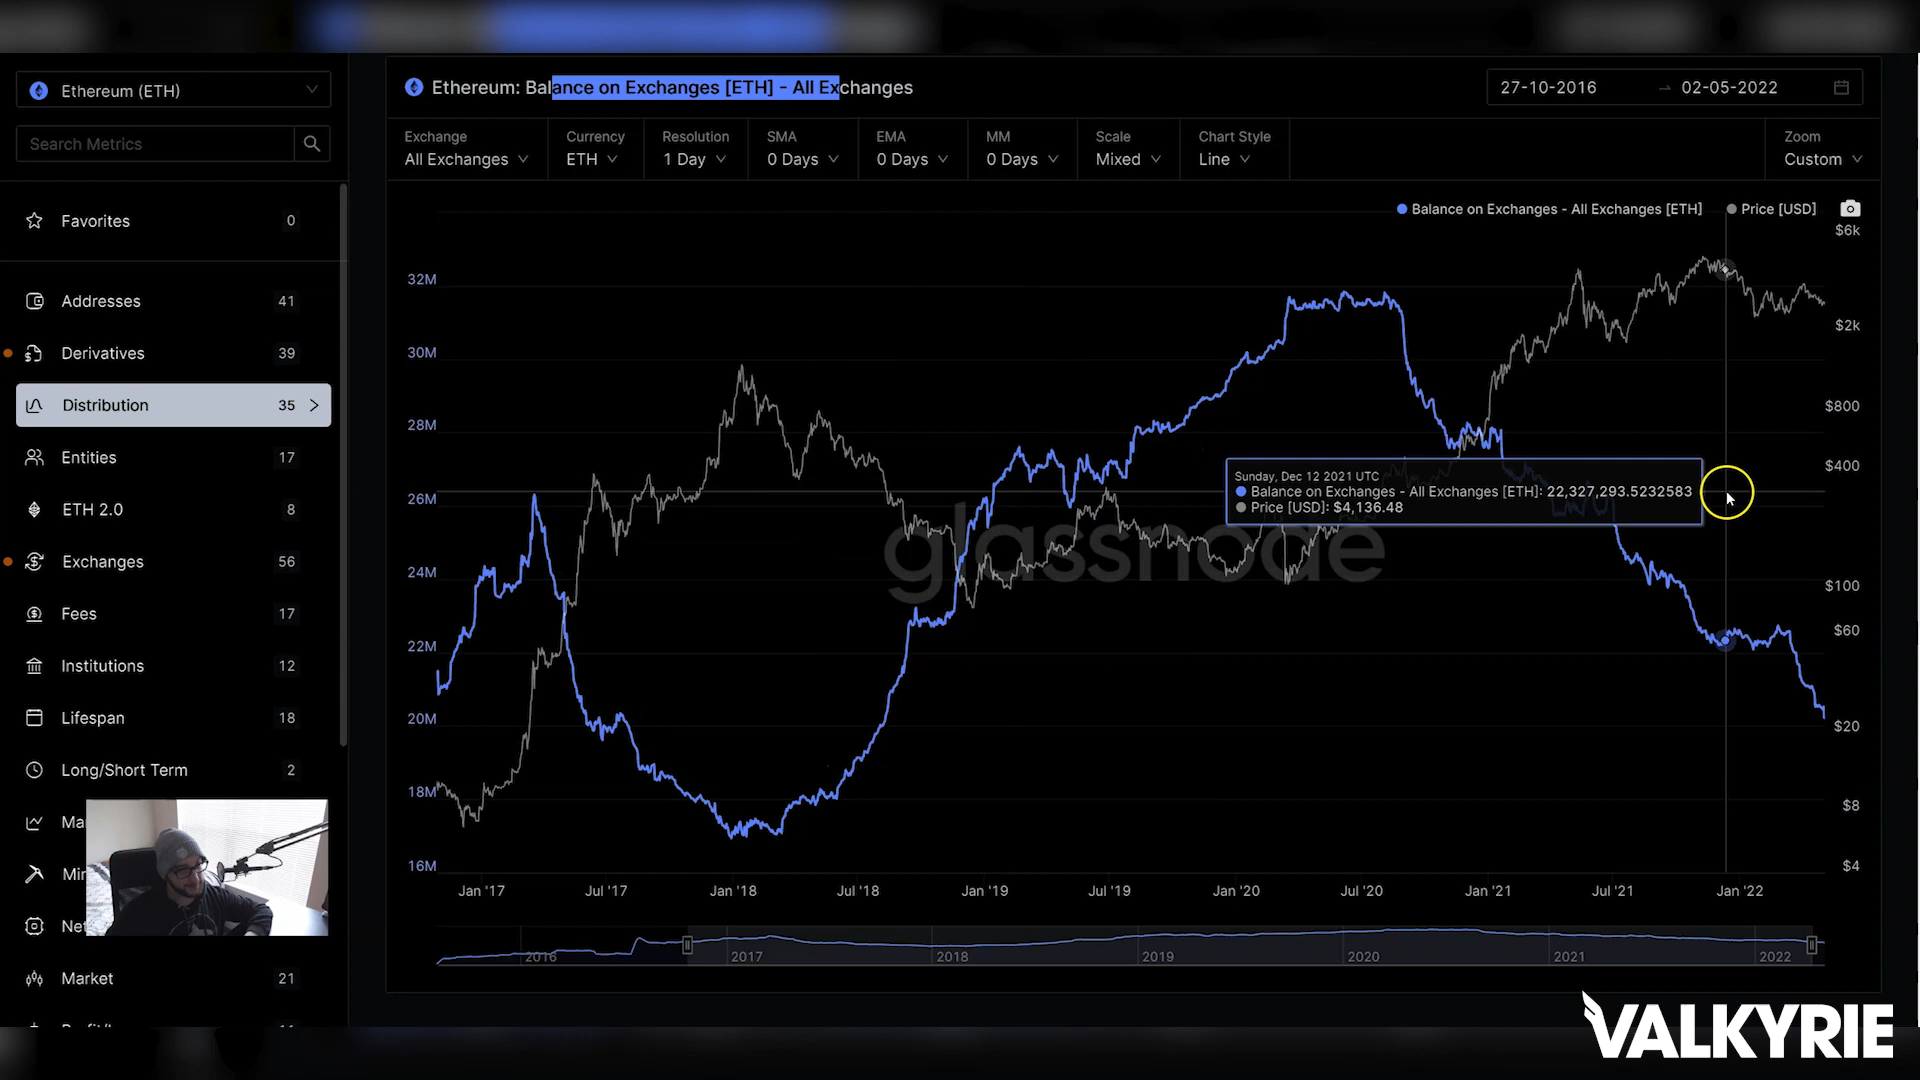 Ethereum (ETH)
Search Metrics
Favorites 0
Addresses 41
Derivatives 39
Distribution 35
Entities 17
ETH 2.0 8
Exchanges 56
Fees 17
Institutions 12
Lifespan 18
Long/Short Term 2
Ma
Min
Net
Market 21
Ethereum: Balance on Exchanges [ETH] - All Exchanges
27-10-2016 → 02-05-2022
Exchange Currency Resolution SMA EMA MM Scale Chart Style Zoom
All Exchanges ETH 1 Day 0 Days 0 Days 0 Days Mixed Line Custom
Balance on Exchanges - All Exchanges [ETH] Price [USD]
32M
30M
28M
26M
24M
22M
20M
18M
16M
$6k
$2k
$800
$400
$100
$60
$20
$8
$4
Sunday, Dec 12 2021 UTC
Balance on Exchanges - All Exchanges [ETH]: 22,327,293.5232583
Price [USD]: $4,136.48
glassnode
Jan '17 Jul '17 Jan '18 Jul '18 Jan '19 Jul '19 Jan '20 Jul '20 Jan '21 Jul '21 Jan '22
2016 2017 2018 2019 2020 2021 2022
VALKYRIE